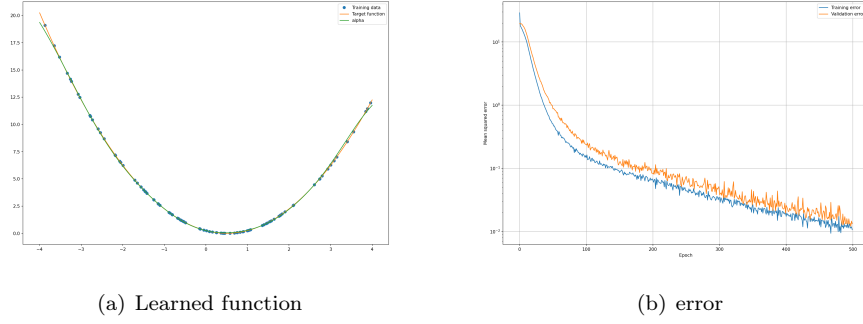 Training data
Target function
alpha
20.0
17.5
15.0
12.5
10.0
7.5
5.0
2.5
0.0
−4 −3 −2 −1 0 1 2 3 4
(a) Learned function
Training error
Validation error
Mean squared error
10¹
10⁰
10⁻¹
10⁻²
0 100 200 300 400 500
Epoch
(b) error